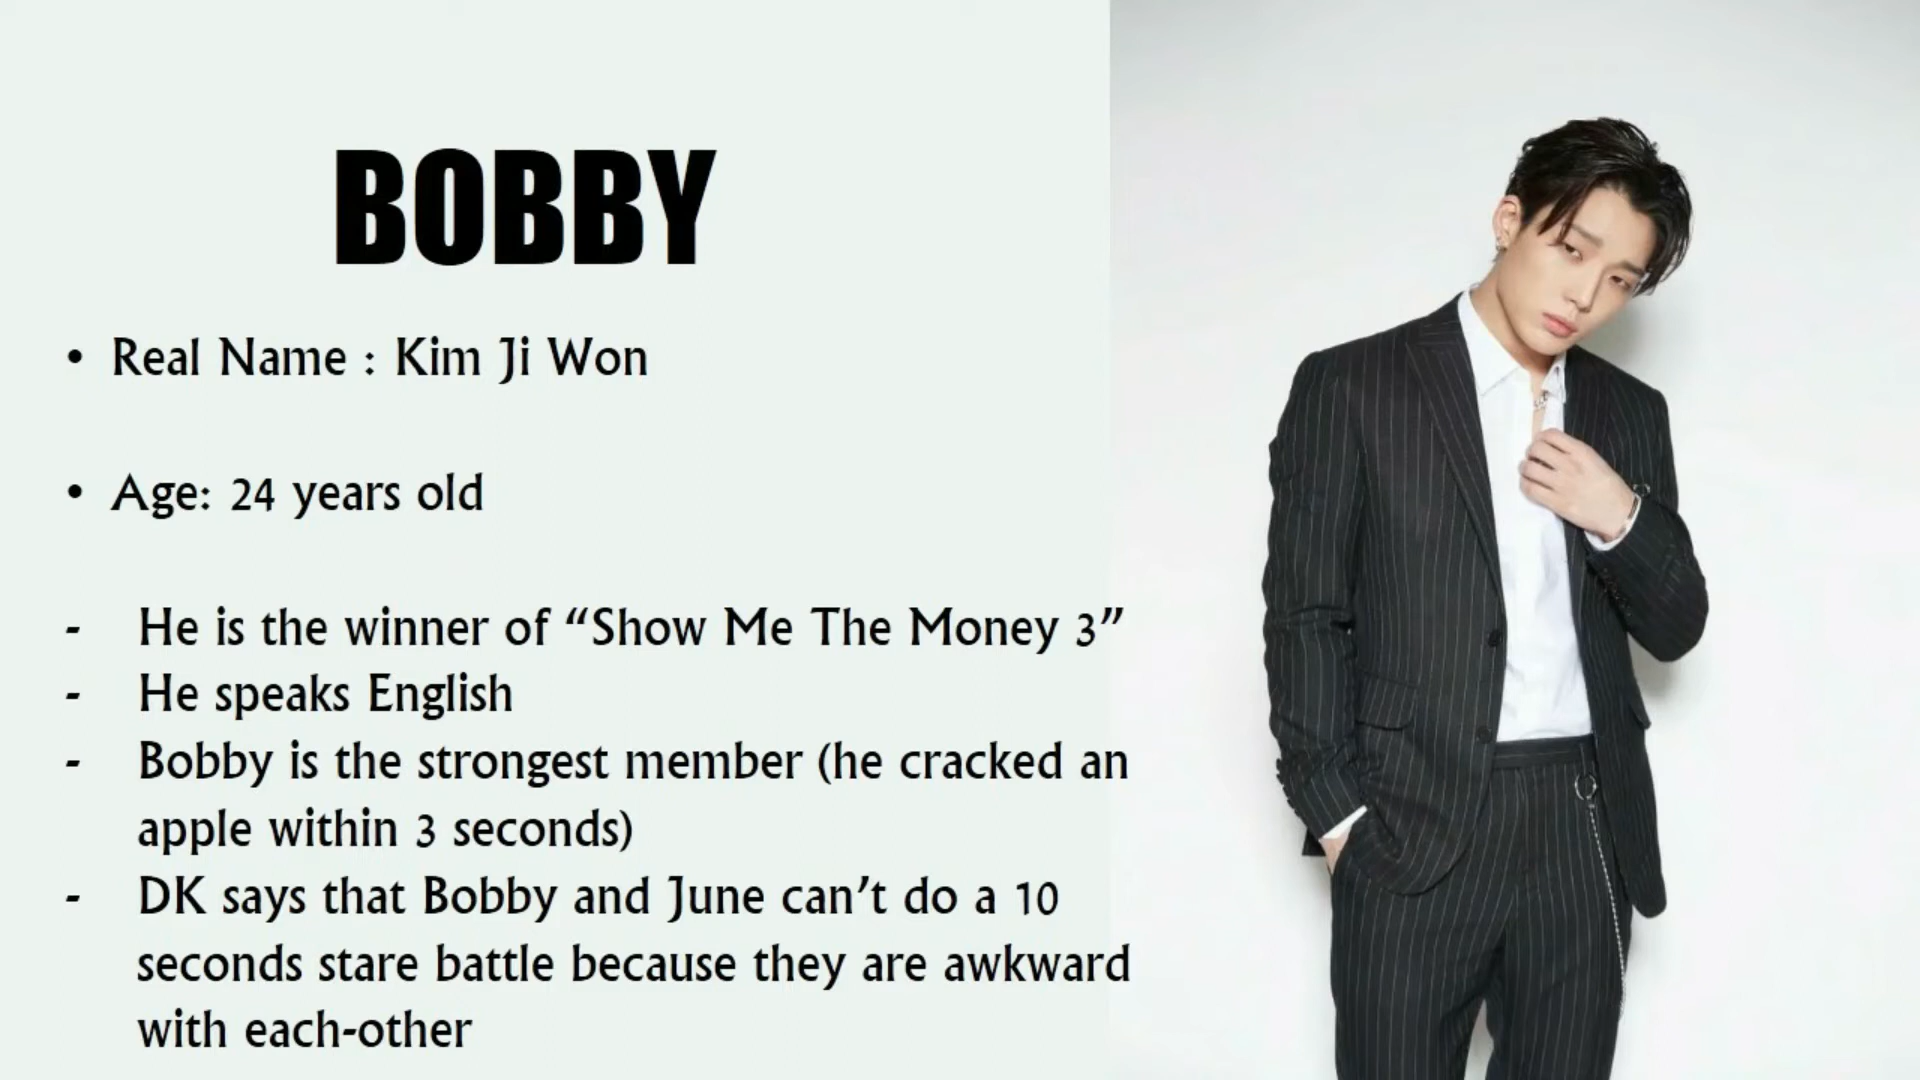 BOBBY
• Real Name : Kim Ji Won
• Age: 24 years old
- He is the winner of “Show Me The Money 3”
- He speaks English
- Bobby is the strongest member (he cracked an
apple within 3 seconds)
- DK says that Bobby and June can’t do a 10
seconds stare battle because they are awkward
with each-other